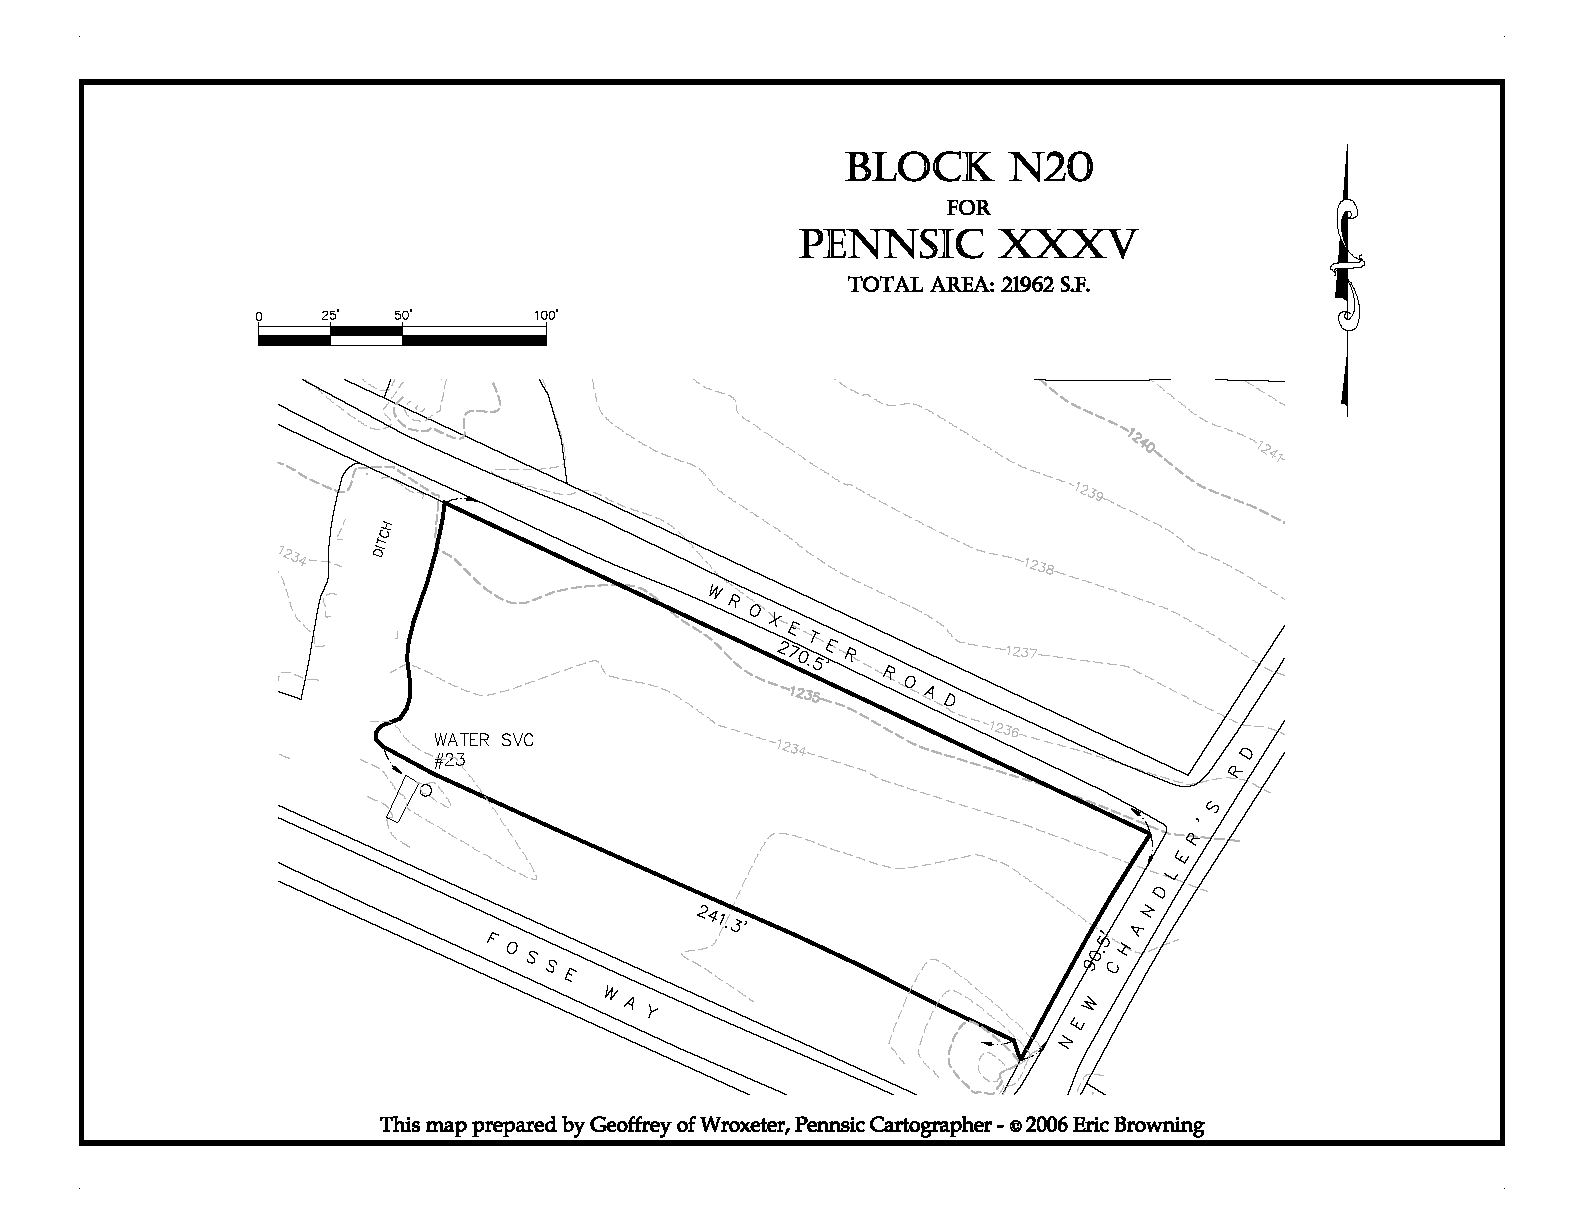 BLOCK N20
FOR
PENNSIC XXXV
TOTAL AREA: 21962 S.F.
0 25' 50' 100'
1240
1241
1239
DITCH
1234
1238
WROXETER ROAD
270.5'
1237
1235
1236
WATER SVC
#23
1234
NEW CHANDLER'S RD
241.3'
90.5'
FOSSE WAY
This map prepared by Geoffrey of Wroxeter, Pennsic Cartographer - © 2006 Eric Browning